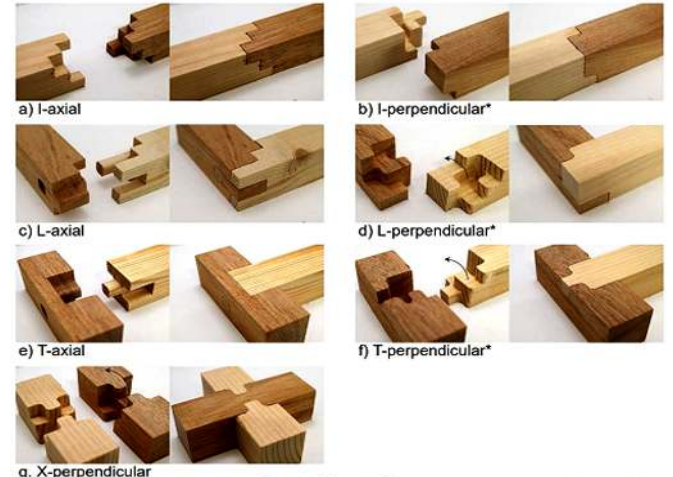 a) I-axial
b) I-perpendicular*
c) L-axial
d) L-perpendicular*
e) T-axial
f) T-perpendicular*
g. X-perpendicular